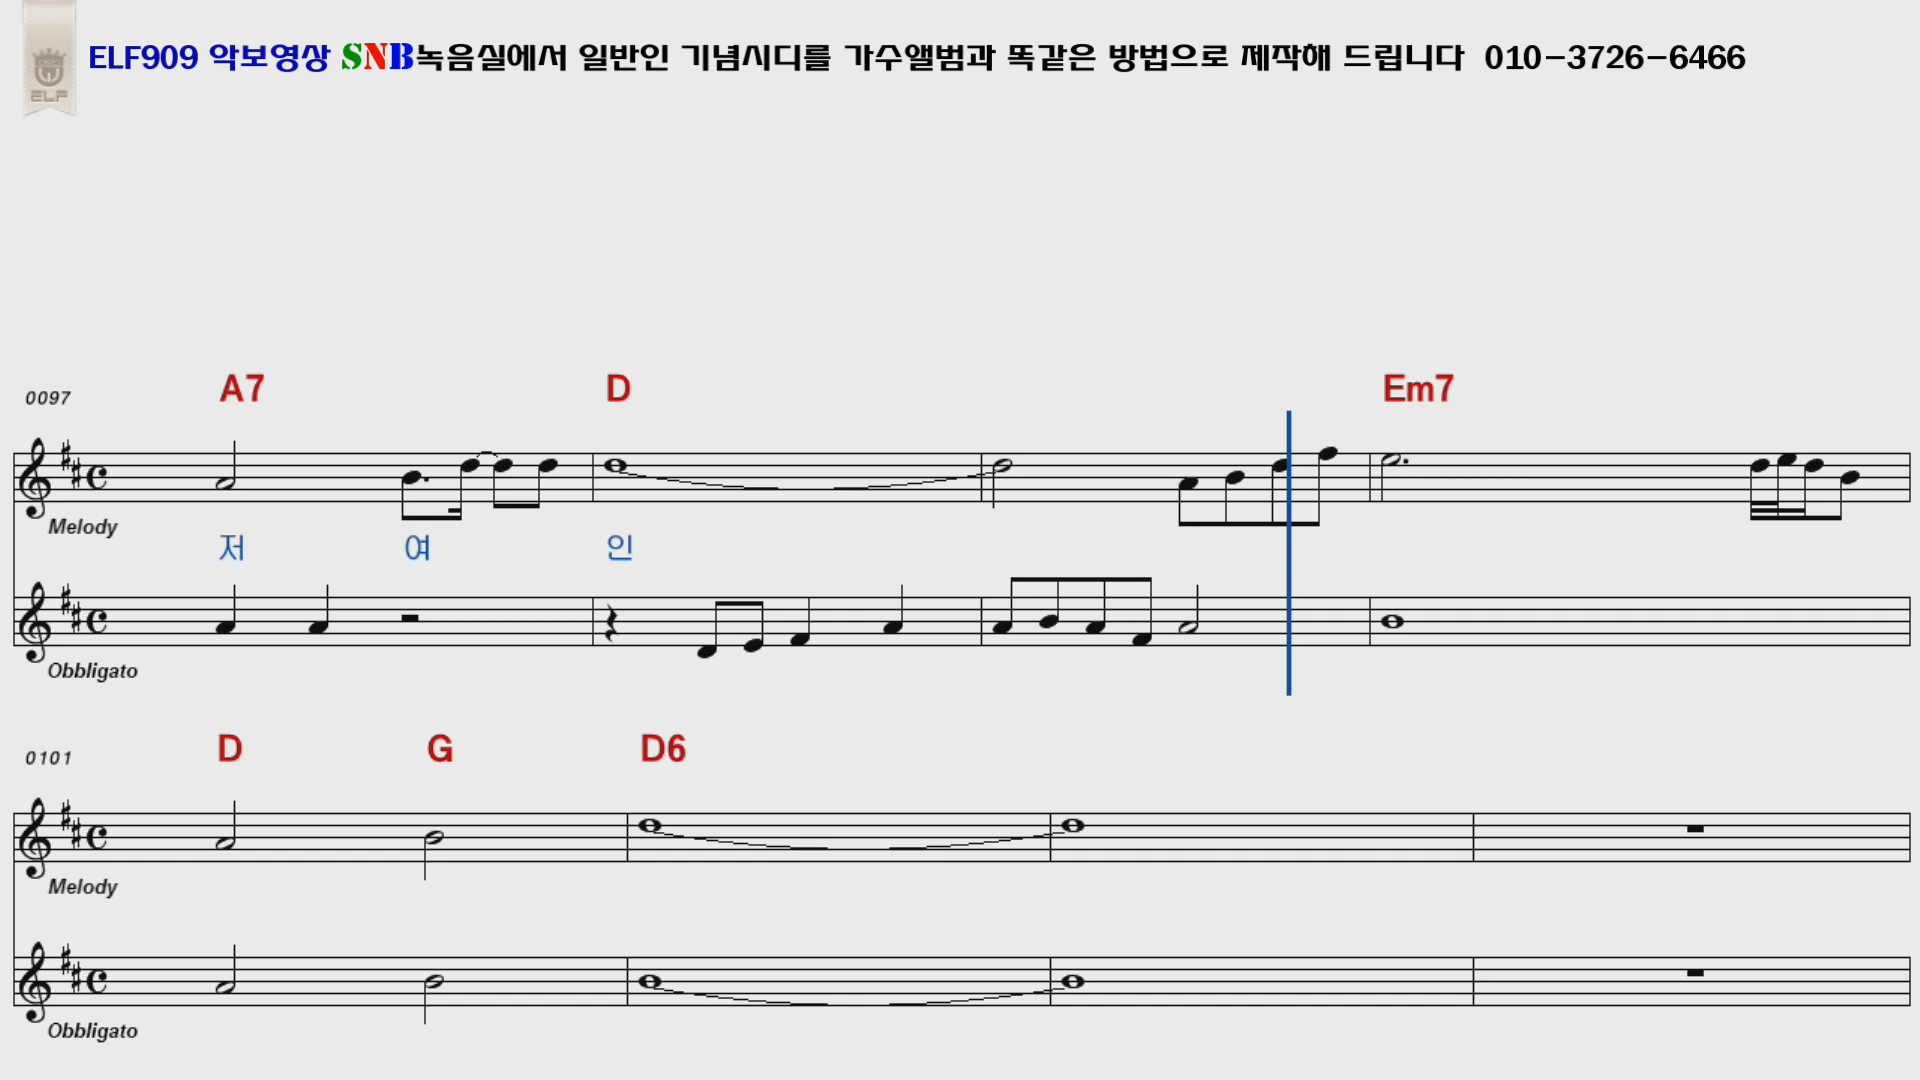 ELF909 악보영상 SNB녹음실에서 일반인 기념시디를 가수앨범과 똑같은 방법으로 제작해 드립니다 010-3726-6466
ELF
0097 A7 D Em7
Melody
저 여 인
Obbligato
0101 D G D6
Melody
Obbligato